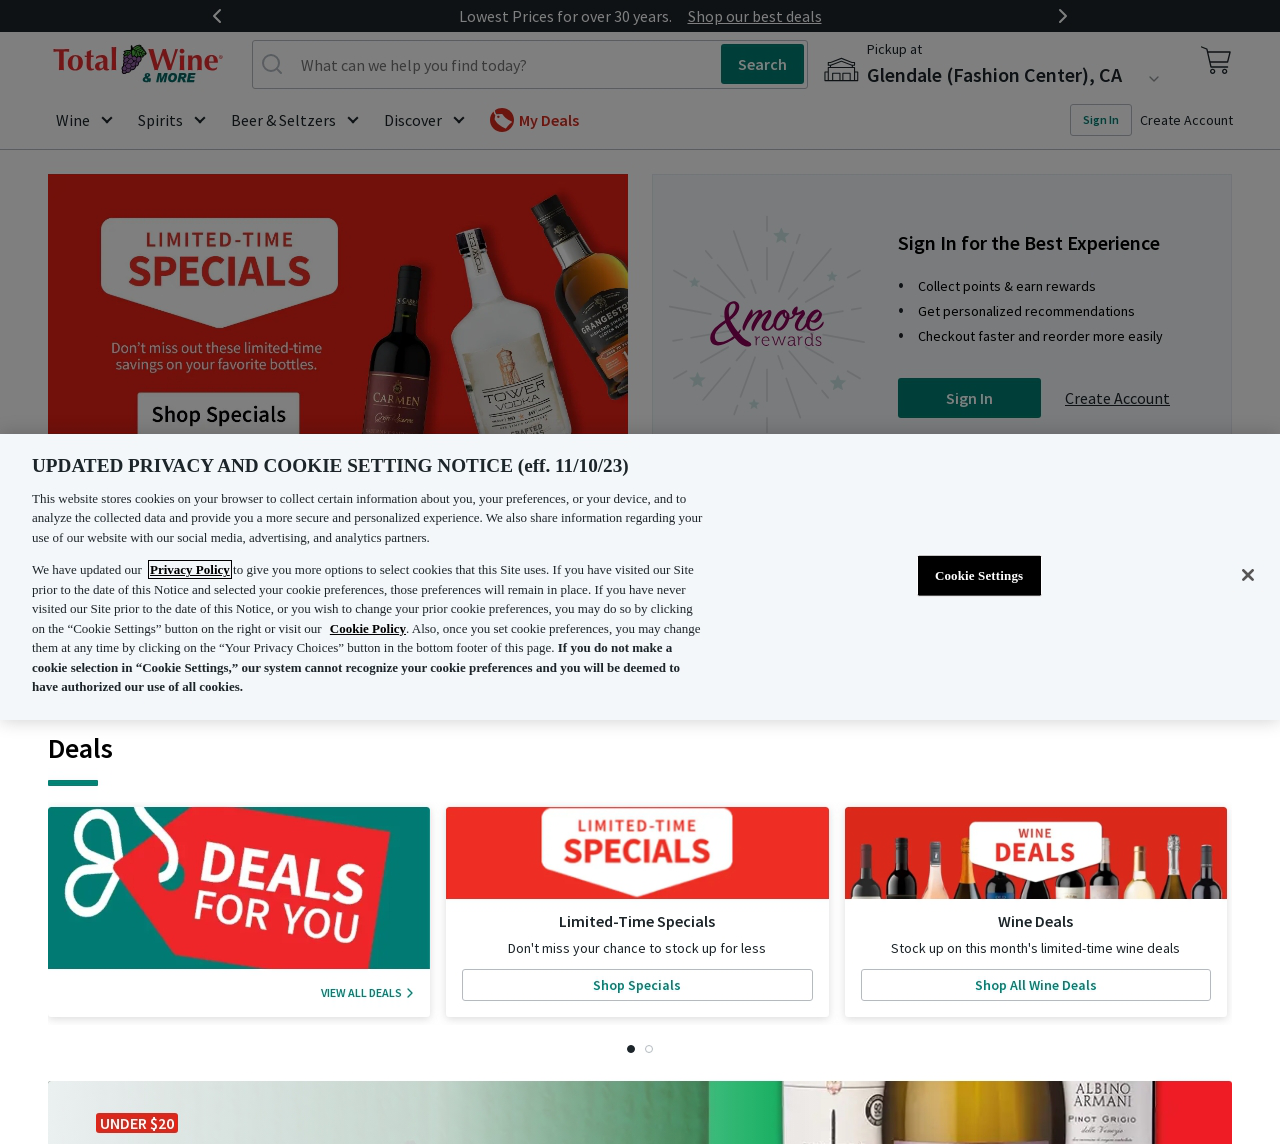 Lowest Prices for over 30 years. Shop our best deals
Total Wine
& MORE
What can we help you find today?
Search
Pickup at
Glendale (Fashion Center), CA
Wine
Spirits
Beer & Seltzers
Discover
My Deals
Sign In
Create Account
LIMITED-TIME
SPECIALS
Don't miss out these limited-time
savings on your favorite bottles.
Shop Specials
CARMEN
TOWER
VODKA
GRANGESTO
&more
rewards
Sign In for the Best Experience
Collect points & earn rewards
Get personalized recommendations
Checkout faster and reorder more easily
Sign In
Create Account
UPDATED PRIVACY AND COOKIE SETTING NOTICE (eff. 11/10/23)
This website stores cookies on your browser to collect certain information about you, your preferences, or your device, and to
analyze the collected data and provide you a more secure and personalized experience. We also share information regarding your
use of our website with our social media, advertising, and analytics partners.
We have updated our Privacy Policy to give you more options to select cookies that this Site uses. If you have visited our Site
prior to the date of this Notice and selected your cookie preferences, those preferences will remain in place. If you have never
visited our Site prior to the date of this Notice, or you wish to change your prior cookie preferences, you may do so by clicking
on the “Cookie Settings” button on the right or visit our Cookie Policy. Also, once you set cookie preferences, you may change
them at any time by clicking on the “Your Privacy Choices” button in the bottom footer of this page. If you do not make a
cookie selection in “Cookie Settings,” our system cannot recognize your cookie preferences and you will be deemed to
have authorized our use of all cookies.
Cookie Settings
Deals
DEALS
FOR YOU
VIEW ALL DEALS
LIMITED-TIME
SPECIALS
Limited-Time Specials
Don't miss your chance to stock up for less
Shop Specials
WINE
DEALS
Wine Deals
Stock up on this month's limited-time wine deals
Shop All Wine Deals
UNDER $20
ALBINO
ARMANI
PINOT GRIGIO